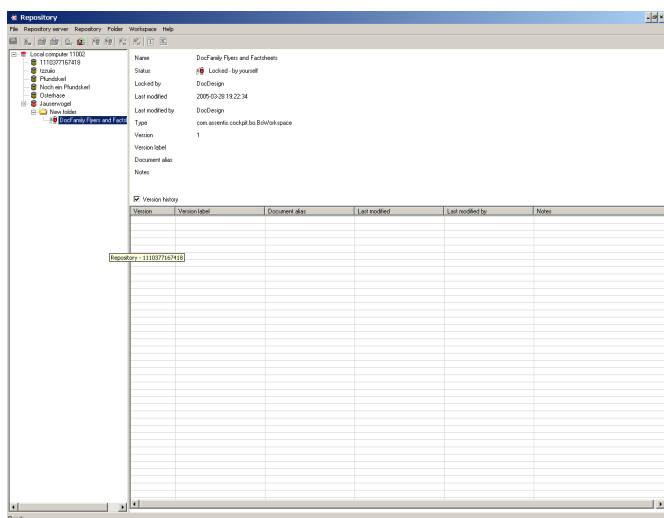 Repository
File Repository server Repository Folder Workspace Help
Local computer 11002
1110377167418
tzzuio
Pfundskerl
Noch ein Pfundskerl
Osterhase
Jausenvogel
New folder
DocFamily Flyers and Facts
Name DocFamily Flyers and Factsheets
Status Locked - by yourself
Locked by DocDesign
Last modified 2005-03-28 19:22:34
Last modified by DocDesign
Type com.assentis.cockpit.bo.BoWorkspace
Version 1
Version label
Document alias
Notes
Version history
Version Version label Document alias Last modified Last modified by Notes
Repository - 1110377167418